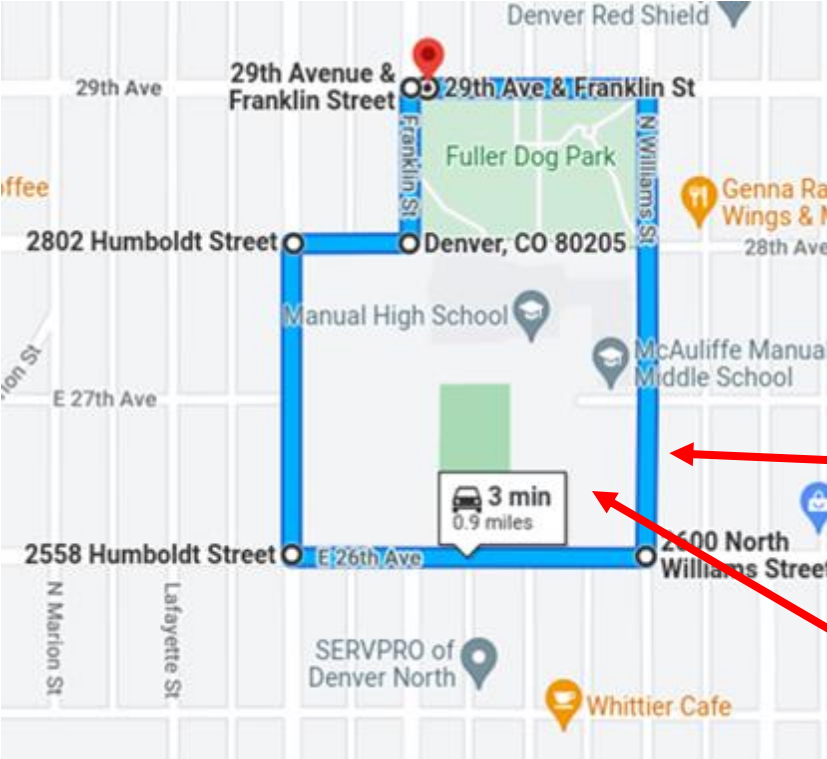 Denver Red Shield
29th Ave
29th Avenue &
Franklin Street
29th Ave & Franklin St
Franklin St
Fuller Dog Park
N Williams St
offee
Genna Ra
Wings & 
2802 Humboldt Street
Denver, CO 80205
28th Ave
Manual High School
McAuliffe Manua
Middle School
ion St
E 27th Ave
3 min
0.9 miles
2558 Humboldt Street
E 26th Ave
2600 North
Williams Street
N Marion St
Lafayette St
SERVPRO of
Denver North
Whittier Cafe